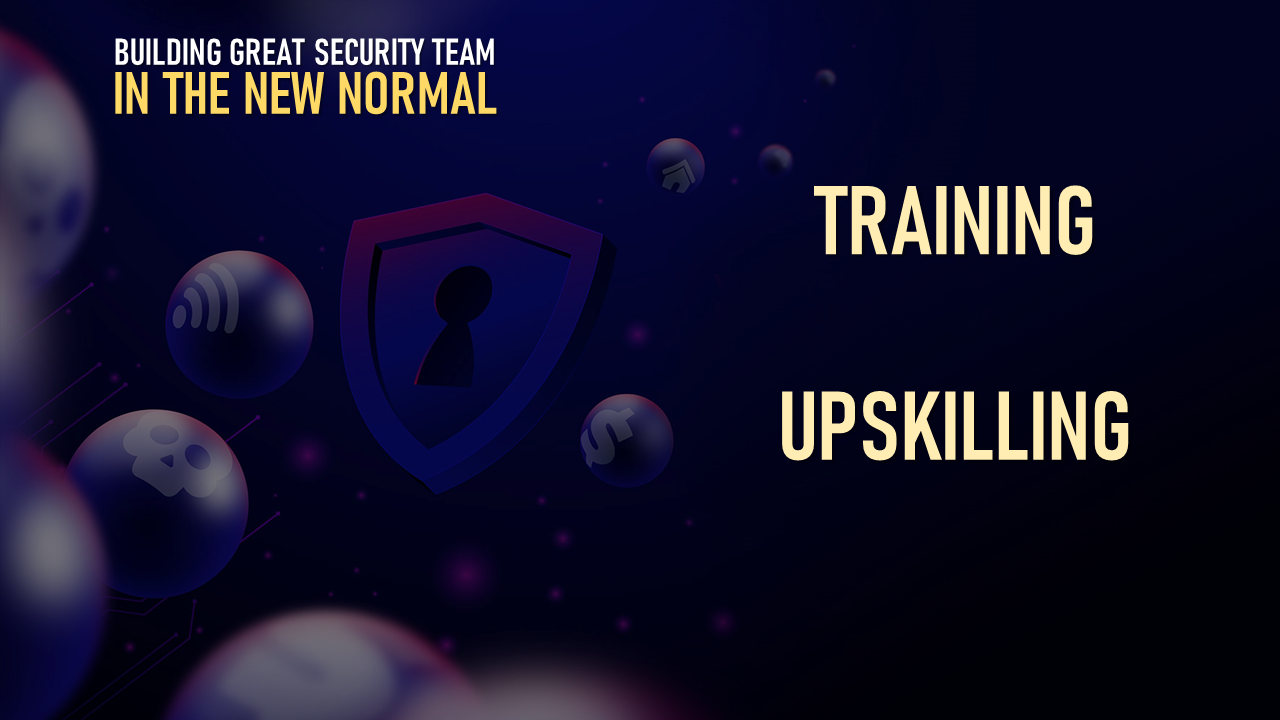 BUILDING GREAT SECURITY TEAM
IN THE NEW NORMAL
TRAINING
UPSKILLING